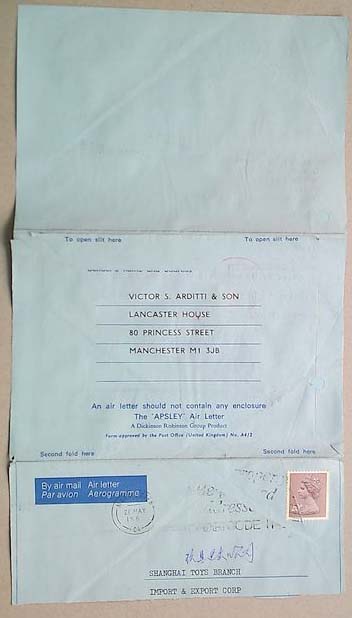 To open slit here To open slit here
VICTOR S. ARDITTI & SON
LANCASTER HOUSE
80 PRINCESS STREET
MANCHESTER M1 3JB
An air letter should not contain any enclosure
The 'APSLEY' Air Letter
A Dickinson Robinson Group Product
Form approved by the Post Office (United Kingdom) No. A4/2
Second fold here Second fold here
By air mail Air letter
Par avion Aerogramme
MAY
SHANGHAI TOYS BRANCH
IMPORT & EXPORT CORP